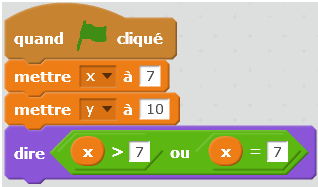 quand cliqué
mettre x à 7
mettre y à 10
dire x > 7 ou x = 7